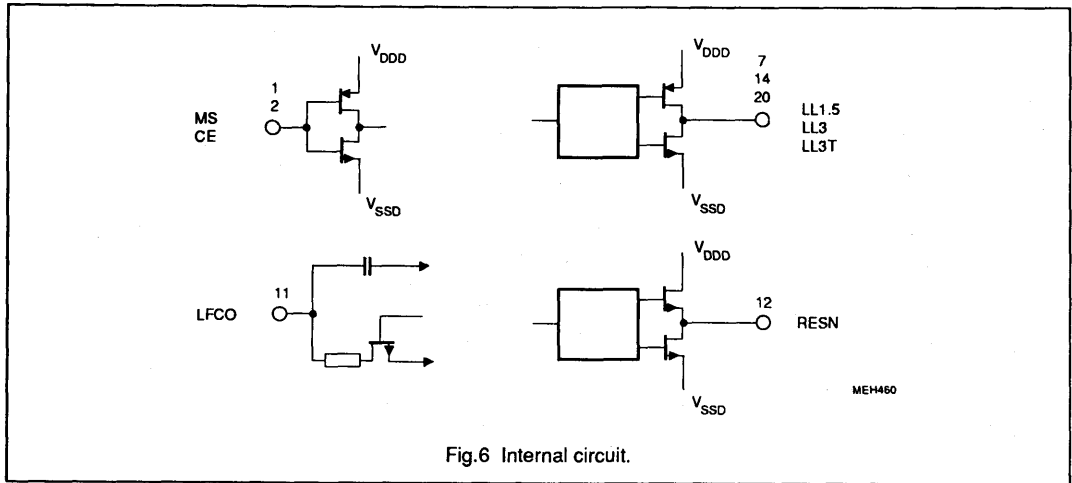 V_DDD
1
2
MS
CE
V_SSD
V_DDD
7
14
20
LL1.5
LL3
LL3T
V_SSD
11
LFCO
V_DDD
12
RESN
V_SSD
MEH460
Fig.6 Internal circuit.